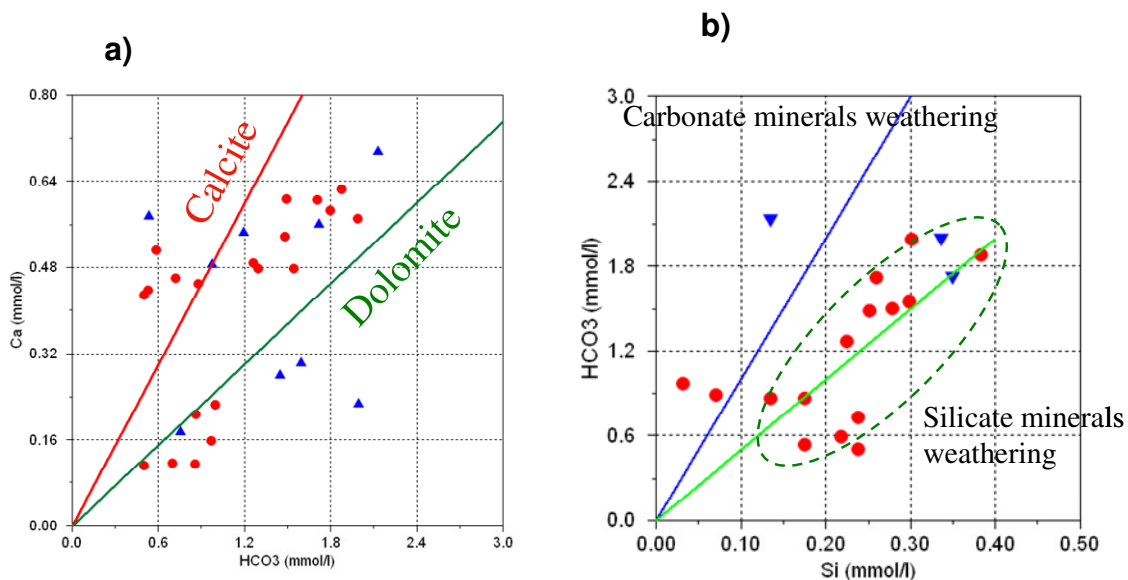 a)
0.80
0.64
0.48
0.32
0.16
0.00
Ca (mmol/l)
Calcite
Dolomite
0.0
0.6
1.2
1.8
2.4
3.0
HCO3 (mmol/l)
b)
3.0
2.4
1.8
1.2
0.6
0.0
HCO3 (mmol/l)
Carbonate minerals weathering
Silicate minerals
weathering
0.00
0.10
0.20
0.30
0.40
0.50
Si (mmol/l)